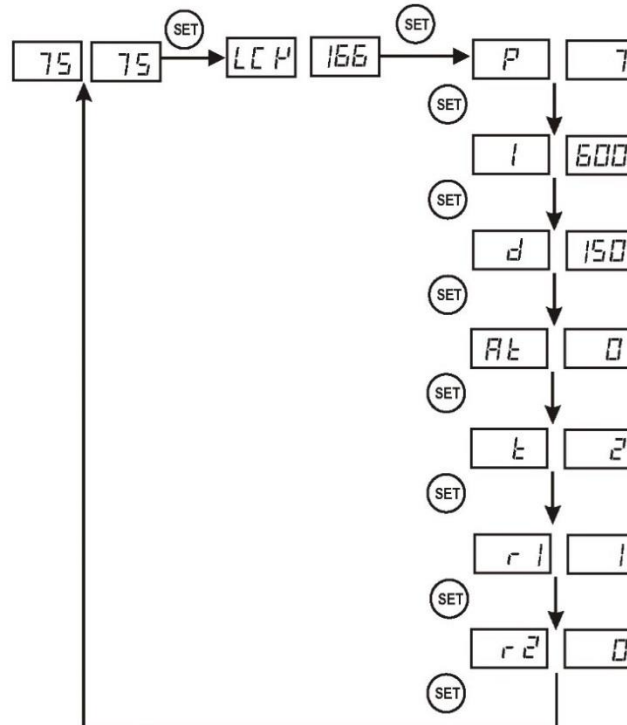 SET
SET
75 75 LCK 166 P 7
SET
I 600
SET
d 150
SET
At 0
SET
t 2
SET
r1 1
SET
r2 0
SET